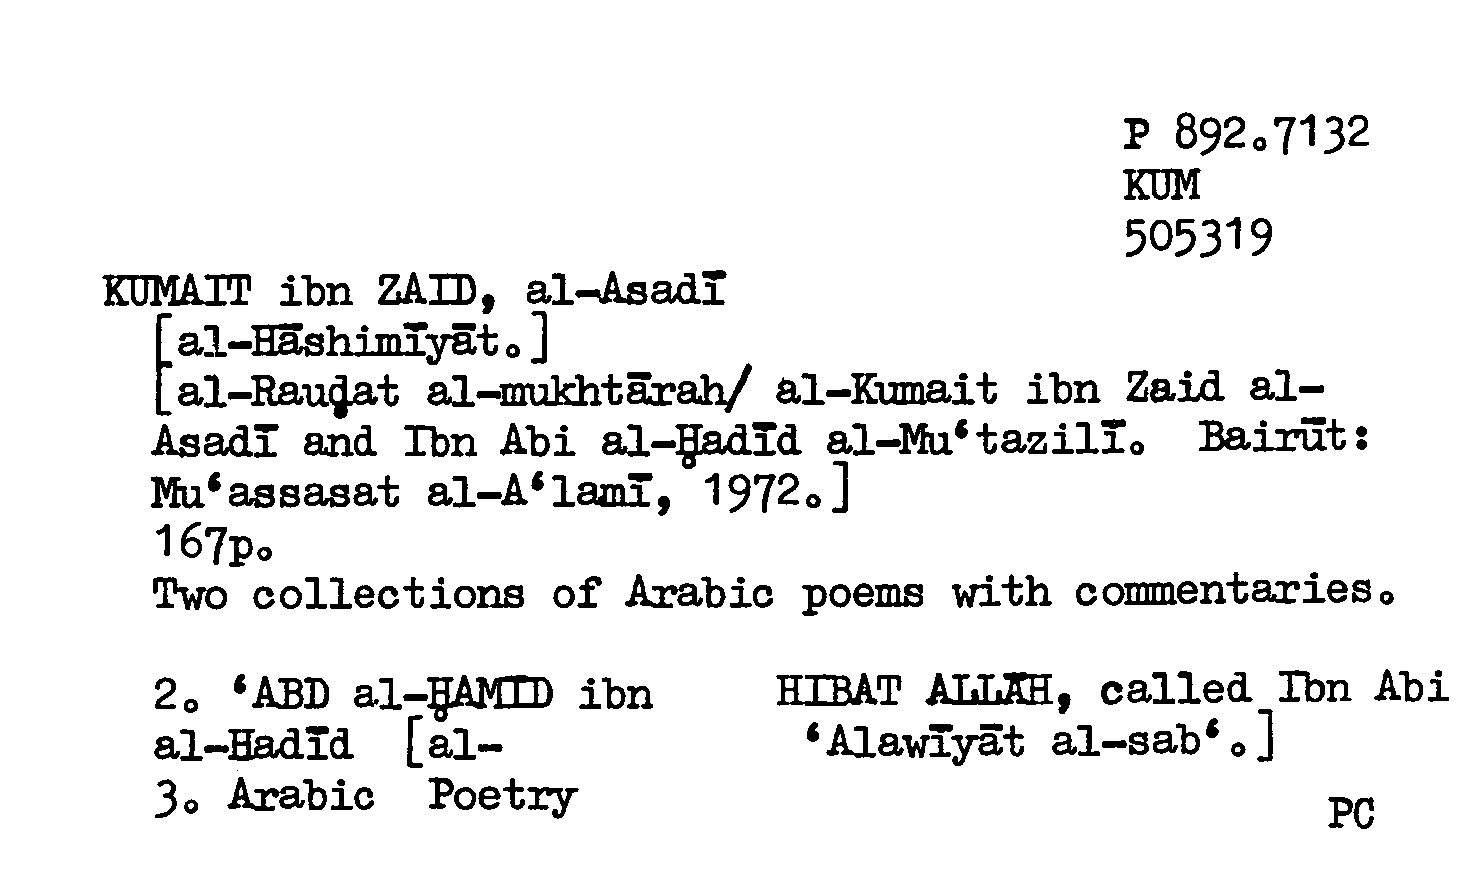 P 892.7132
KUM
505319
KUMAIT ibn ZAID, al-Asadī
[al-Hāshimīyāt.]
[al-Rauḍat al-mukhtārah/ al-Kumait ibn Zaid al-
Asadī and Ibn Abi al-Ḥadīd al-Mu‘tazilī. Bairūt:
Mu‘assasat al-A‘lamī, 1972.]
167p.
Two collections of Arabic poems with commentaries.
2. ‘ABD al-ḤAMID ibn HIBAT ALLĀH, called Ibn Abi
al-Hadīd [al- ‘Alawīyāt al-sab‘.]
3. Arabic Poetry
PC